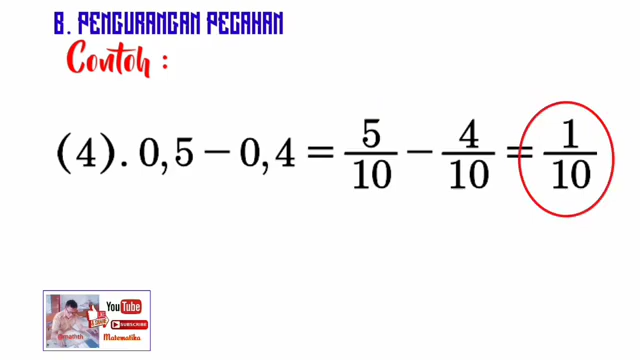 B. PENGURANGAN PECAHAN
Contoh :
(4). 0,5 − 0,4 = 5/10 − 4/10 = 1/10
YouTube
SUBSCRIBE
Matematika